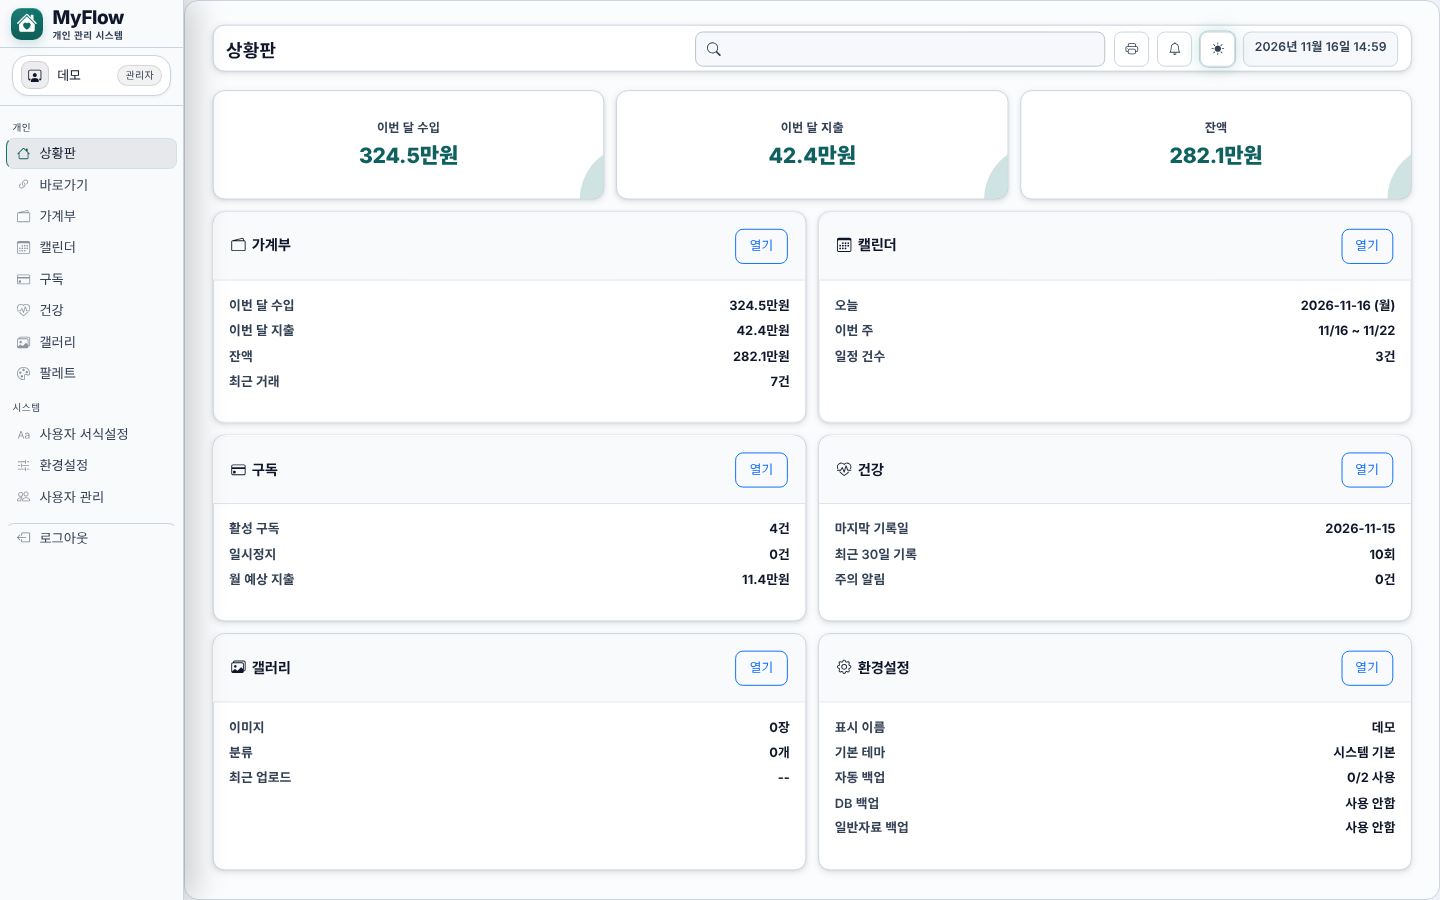 MyFlow
개인 관리 시스템
데모
관리자
개인
상황판
바로가기
가계부
캘린더
구독
건강
갤러리
팔레트
시스템
Aa 사용자 서식설정
환경설정
사용자 관리
로그아웃
상황판
2026년 11월 16일 14:59
이번 달 수입
324.5만원
이번 달 지출
42.4만원
잔액
282.1만원
가계부
열기
이번 달 수입 324.5만원
이번 달 지출 42.4만원
잔액 282.1만원
최근 거래 7건
캘린더
열기
오늘 2026-11-16 (월)
이번 주 11/16 ~ 11/22
일정 건수 3건
구독
열기
활성 구독 4건
일시정지 0건
월 예상 지출 11.4만원
건강
열기
마지막 기록일 2026-11-15
최근 30일 기록 10회
주의 알림 0건
갤러리
열기
이미지 0장
분류 0개
최근 업로드 --
환경설정
열기
표시 이름 데모
기본 테마 시스템 기본
자동 백업 0/2 사용
DB 백업 사용 안함
일반자료 백업 사용 안함